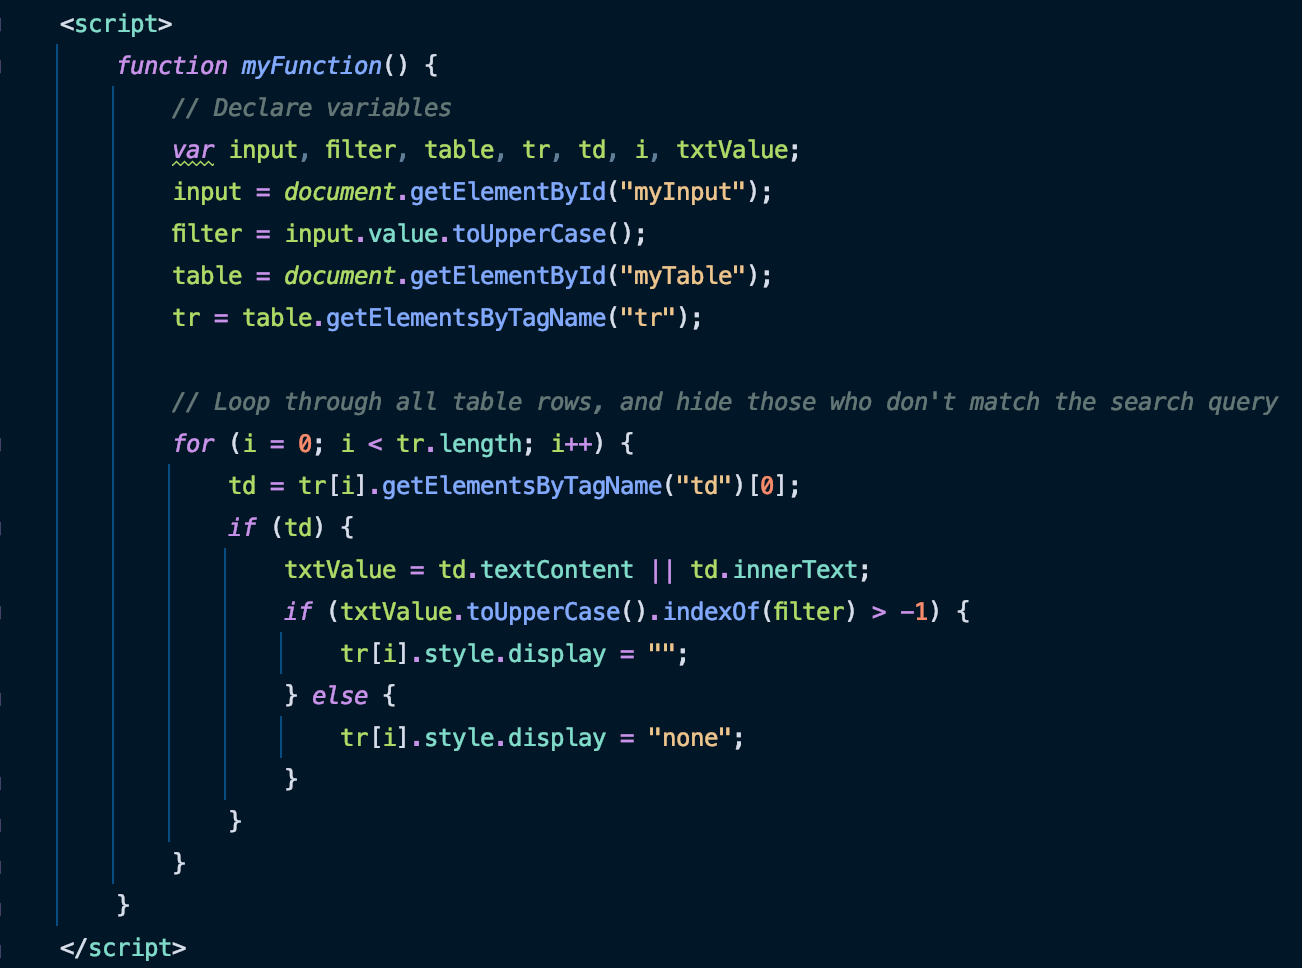 <script>
function myFunction() {
// Declare variables
var input, filter, table, tr, td, i, txtValue;
input = document.getElementById("myInput");
filter = input.value.toUpperCase();
table = document.getElementById("myTable");
tr = table.getElementsByTagName("tr");
// Loop through all table rows, and hide those who don't match the search query
for (i = 0; i < tr.length; i++) {
td = tr[i].getElementsByTagName("td")[0];
if (td) {
txtValue = td.textContent || td.innerText;
if (txtValue.toUpperCase().indexOf(filter) > -1) {
tr[i].style.display = "";
} else {
tr[i].style.display = "none";
}
}
}
}
</script>